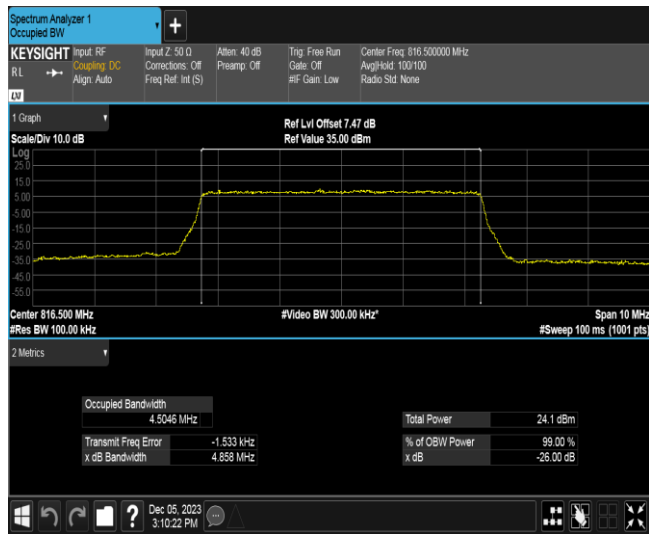 Spectrum Analyzer 1
Occupied BW
+
KEYSIGHT
RL
LXI
Input: RF
Coupling: DC
Align: Auto
Input Z: 50 Ω
Corrections: Off
Freq Ref: Int (S)
Atten: 40 dB
Preamp: Off
Trig: Free Run
Gate: Off
#IF Gain: Low
Center Freq: 816.500000 MHz
Avg|Hold: 100/100
Radio Std: None
1 Graph
Scale/Div 10.0 dB
Ref Lvl Offset 7.47 dB
Ref Value 35.00 dBm
Log
25.0
15.0
5.00
-5.00
-15.0
-25.0
-35.0
-45.0
-55.0
Center 816.500 MHz
#Res BW 100.00 kHz
#Video BW 300.00 kHz*
Span 10 MHz
#Sweep 100 ms (1001 pts)
2 Metrics
Occupied Bandwidth
4.5046 MHz
Transmit Freq Error -1.533 kHz
x dB Bandwidth 4.858 MHz
Total Power 24.1 dBm
% of OBW Power 99.00 %
x dB -26.00 dB
?
Dec 05, 2023
3:10:22 PM